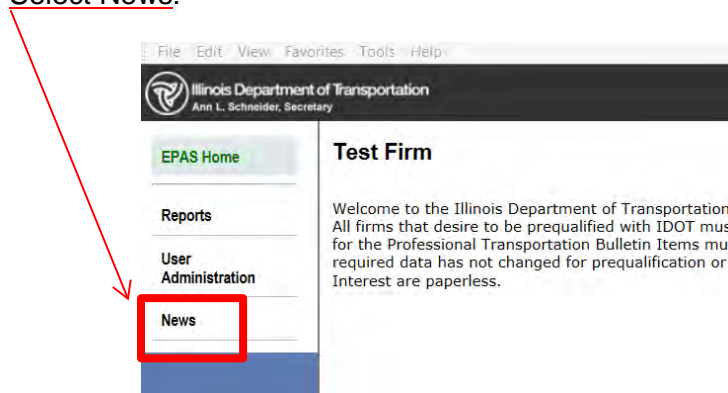 Select News.
File Edit View Favorites Tools Help
Illinois Department of Transportation
Ann L. Schneider, Secretary
EPAS Home
Reports
User
Administration
News
Test Firm
Welcome to the Illinois Department of Transportation
All firms that desire to be prequalified with IDOT mus
for the Professional Transportation Bulletin Items mu
required data has not changed for prequalification or
Interest are paperless.